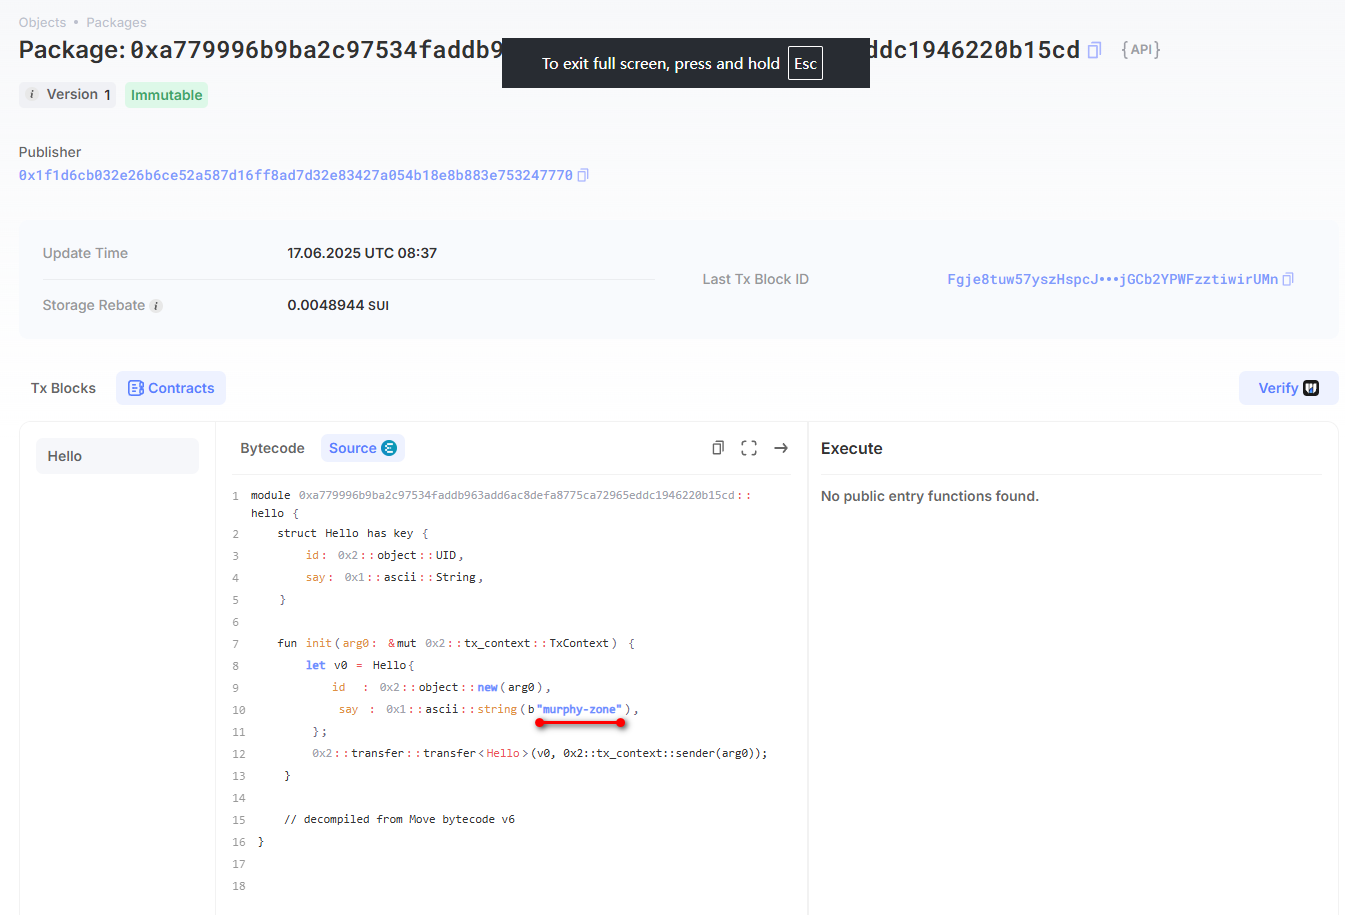 Objects • Packages
Package: 0xa779996b9ba2c97534faddb9 ddc1946220b15cd {API}
To exit full screen, press and hold Esc
i Version 1 Immutable
Publisher
0x1f1d6cb032e26b6ce52a587d16ff8ad7d32e83427a054b18e8b883e753247770
Update Time 17.06.2025 UTC 08:37
Storage Rebate i 0.0048944 SUI
Last Tx Block ID Fgje8tuw57yszHspcJ•••jGCb2YPWFzztiwirUMn
Tx Blocks Contracts Verify
Hello
Bytecode Source
1 module 0xa779996b9ba2c97534faddb963add6ac8defa8775ca72965eddc1946220b15cd::
hello {
2 struct Hello has key {
3 id: 0x2::object::UID,
4 say: 0x1::ascii::String,
5 }
6
7 fun init(arg0: &mut 0x2::tx_context::TxContext) {
8 let v0 = Hello{
9 id : 0x2::object::new(arg0),
10 say : 0x1::ascii::string(b"murphy-zone"),
11 };
12 0x2::transfer::transfer<Hello>(v0, 0x2::tx_context::sender(arg0));
13 }
14
15 // decompiled from Move bytecode v6
16 }
17
18
Execute
No public entry functions found.